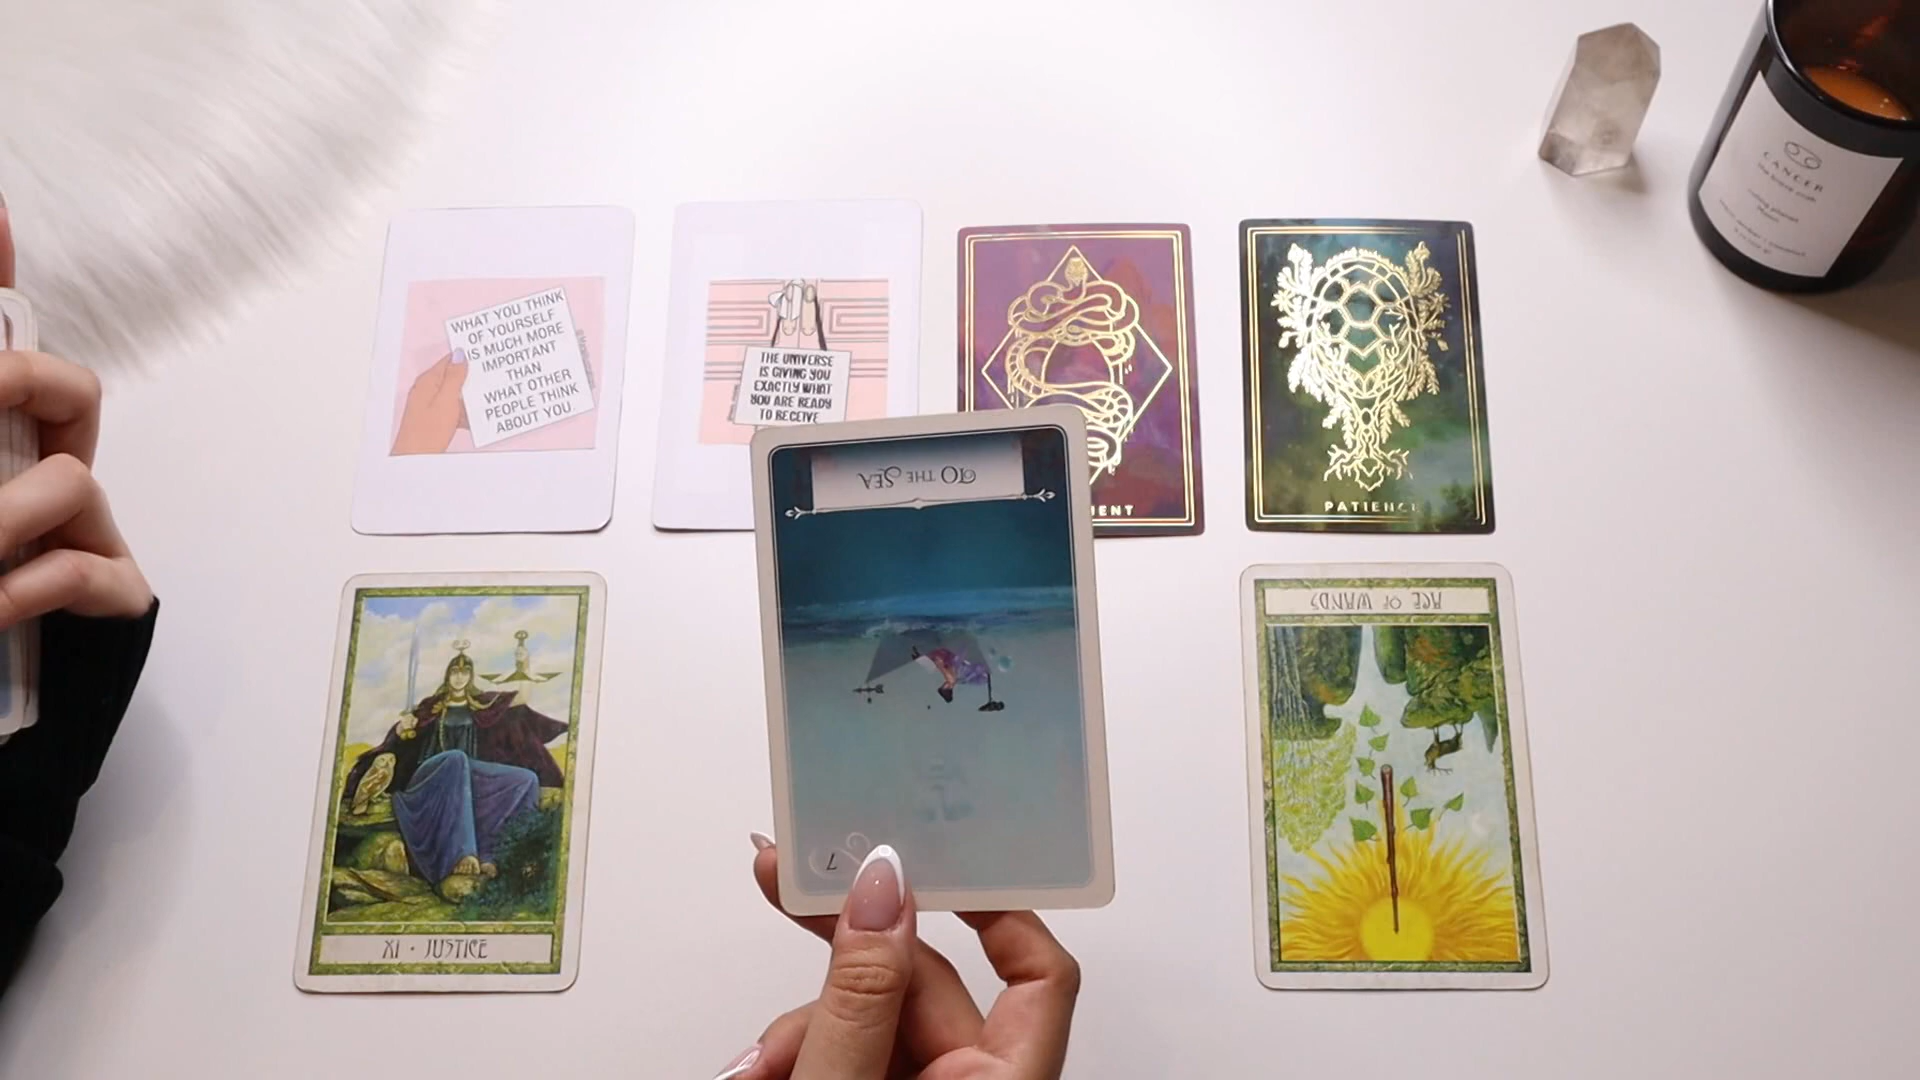 WHAT YOU THINK
OF YOURSELF
IS MUCH MORE
IMPORTANT
THAN
WHAT OTHER
PEOPLE THINK
ABOUT YOU.
THE UNIVERSE
IS GIVING YOU
EXACTLY WHAT
YOU ARE READY
TO RECEIVE
PATIENCE
CANCER
TO THE SEA
7
XI · JUSTICE
ACE OF WANDS